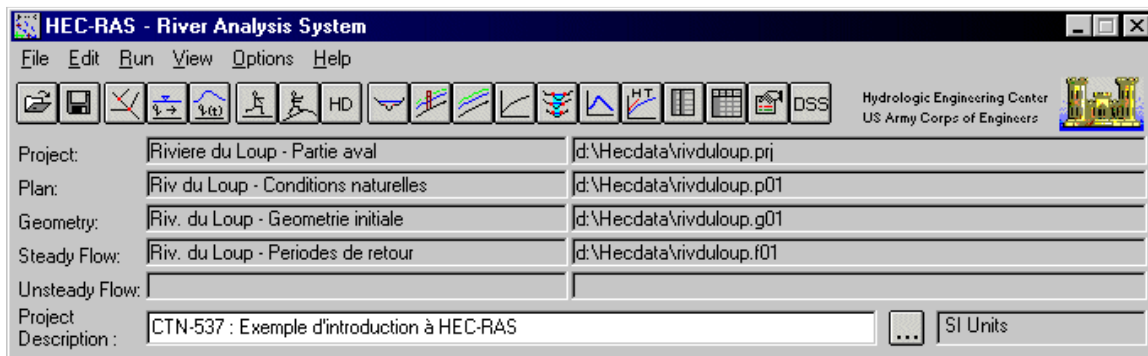 HEC-RAS - River Analysis System
File Edit Run View Options Help
HD HT DSS
Hydrologic Engineering Center
US Army Corps of Engineers
Project: Riviere du Loup - Partie aval d:\Hecdata\rivduloup.prj
Plan: Riv du Loup - Conditions naturelles d:\Hecdata\rivduloup.p01
Geometry: Riv. du Loup - Geometrie initiale d:\Hecdata\rivduloup.g01
Steady Flow: Riv. du Loup - Periodes de retour d:\Hecdata\rivduloup.f01
Unsteady Flow:
Project Description : CTN-537 : Exemple d'introduction à HEC-RAS ... SI Units